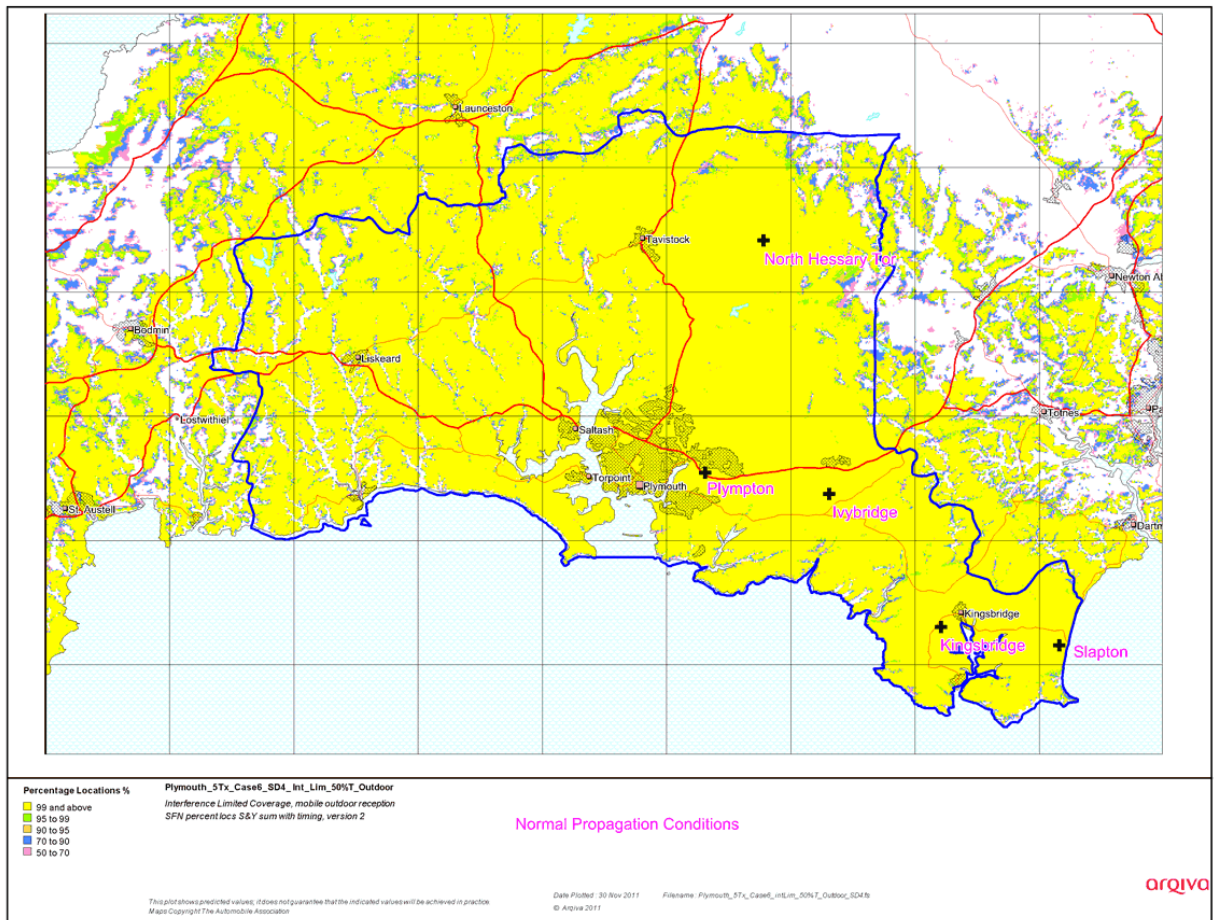 Launceston
Tavistock
North Hessary Tor
Newton Ab
Bodmin
Liskeard
Lostwithiel
Totnes
Pa
Saltash
Torpoint
Plymouth
Plympton
Ivybridge
St. Austell
Dartm
Kingsbridge
Kingsbridge
Slapton
Percentage Locations %
99 and above
95 to 99
90 to 95
70 to 90
50 to 70
Plymouth_5Tx_Case6_SD4_Int_Lim_50%T_Outdoor
Interference Limited Coverage, mobile outdoor reception
SFN percent locs S&Y sum with timing, version 2
Normal Propagation Conditions
arqiva
This plot shows predicted values; it does not guarantee that the indicated values will be achieved in practice.
Maps Copyright The Automobile Association
Date Plotted : 30 Nov 2011
© Arqiva 2011
Filename : Plymouth_5Tx_Case6_IntLim_50%T_Outdoor_SD4.fts